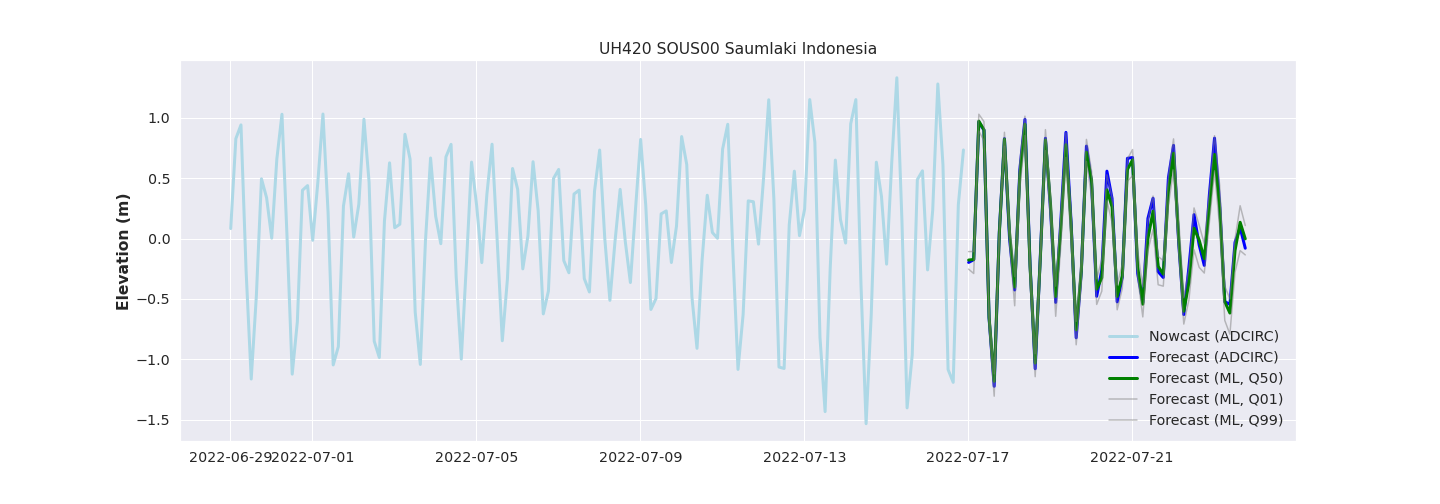 UH420 SOUS00 Saumlaki Indonesia
Elevation (m)
1.0
0.5
0.0
−0.5
−1.0
−1.5
Nowcast (ADCIRC)
Forecast (ADCIRC)
Forecast (ML, Q50)
Forecast (ML, Q01)
Forecast (ML, Q99)
2022-06-29 2022-07-01 2022-07-05 2022-07-09 2022-07-13 2022-07-17 2022-07-21